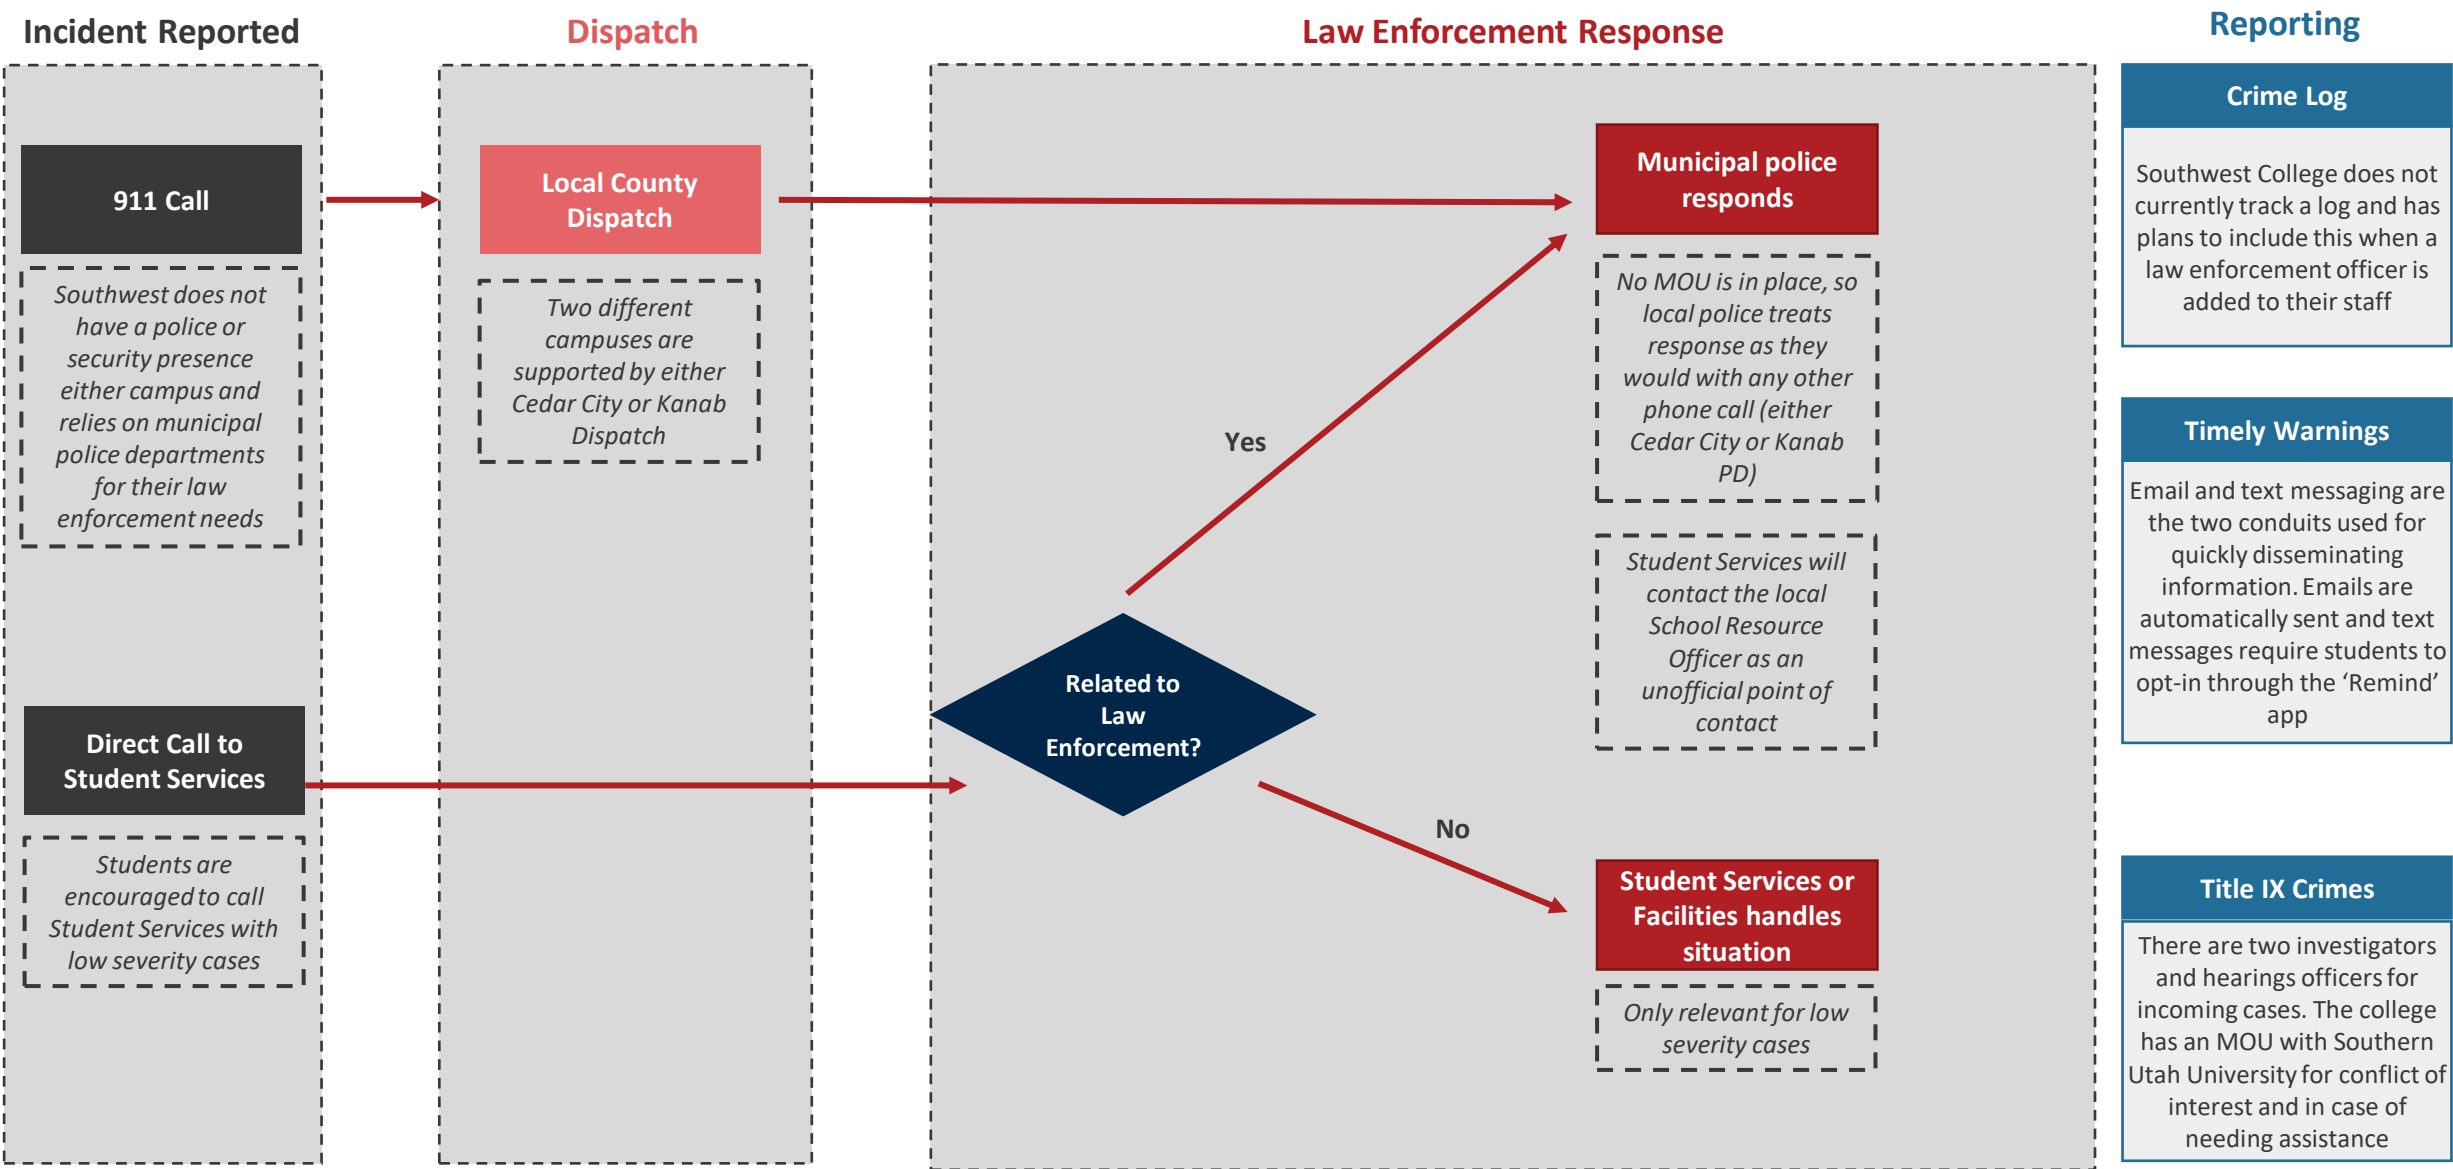 Incident Reported
911 Call
Southwest does not
have a police or
security presence
either campus and
relies on municipal
police departments
for their law
enforcement needs
Direct Call to
Student Services
Students are
encouraged to call
Student Services with
low severity cases
Dispatch
Local County
Dispatch
Two different
campuses are
supported by either
Cedar City or Kanab
Dispatch
Law Enforcement Response
Related to
Law
Enforcement?
Yes
No
Municipal police
responds
No MOU is in place, so
local police treats
response as they
would with any other
phone call (either
Cedar City or Kanab
PD)
Student Services will
contact the local
School Resource
Officer as an
unofficial point of
contact
Student Services or
Facilities handles
situation
Only relevant for low
severity cases
Reporting
Crime Log
Southwest College does not
currently track a log and has
plans to include this when a
law enforcement officer is
added to their staff
Timely Warnings
Email and text messaging are
the two conduits used for
quickly disseminating
information. Emails are
automatically sent and text
messages require students to
opt-in through the ‘Remind’
app
Title IX Crimes
There are two investigators
and hearings officers for
incoming cases. The college
has an MOU with Southern
Utah University for conflict of
interest and in case of
needing assistance